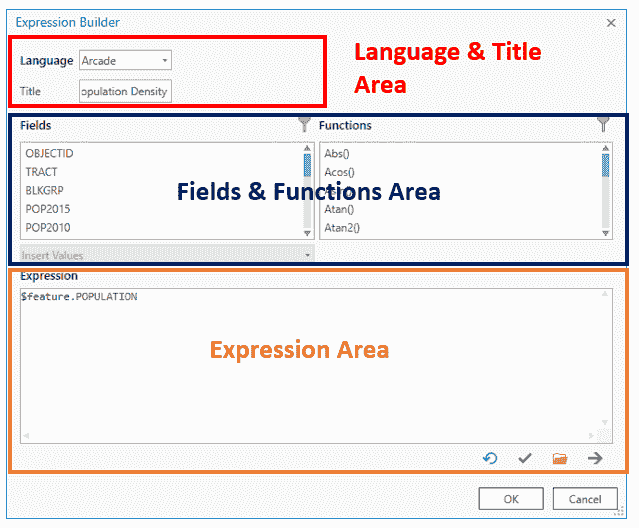 Expression Builder
Language Arcade
Language & Title
Area
Title opulation Density
Fields Functions
OBJECTID
TRACT
BLKGRP
POP2015
POP2010
Abs()
Acos()
Atan()
Atan2()
Fields & Functions Area
Insert Values
Expression
$feature.POPULATION
Expression Area
OK Cancel